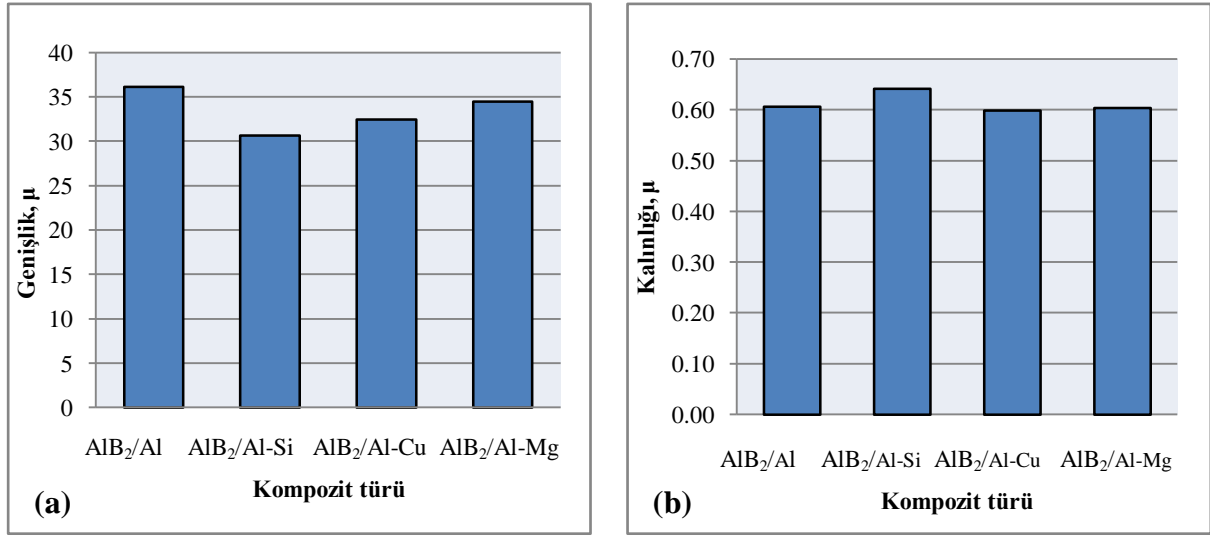 40
35
30
25
20
15
10
5
0
Genişlik, µ
AlB₂/Al AlB₂/Al-Si AlB₂/Al-Cu AlB₂/Al-Mg
Kompozit türü
(a)
0.70
0.60
0.50
0.40
0.30
0.20
0.10
0.00
Kalınlığı, µ
AlB₂/Al AlB₂/Al-Si AlB₂/Al-Cu AlB₂/Al-Mg
Kompozit türü
(b)